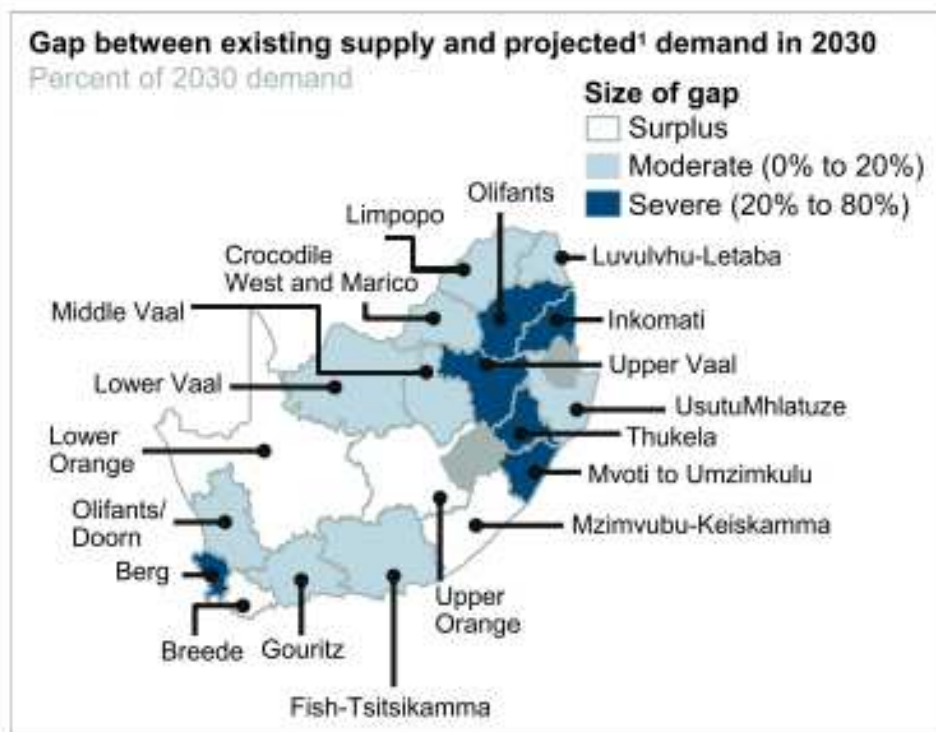 Gap between existing supply and projected¹ demand in 2030
Percent of 2030 demand
Size of gap
Surplus
Moderate (0% to 20%)
Severe (20% to 80%)
Olifants
Limpopo
Crocodile
West and Marico
Luvulvhu-Letaba
Middle Vaal
Inkomati
Upper Vaal
Lower Vaal
UsutuMhlatuze
Thukela
Lower
Orange
Mvoti to Umzimkulu
Olifants/
Doorn
Mzimvubu-Keiskamma
Berg
Upper
Orange
Breede
Gouritz
Fish-Tsitsikamma